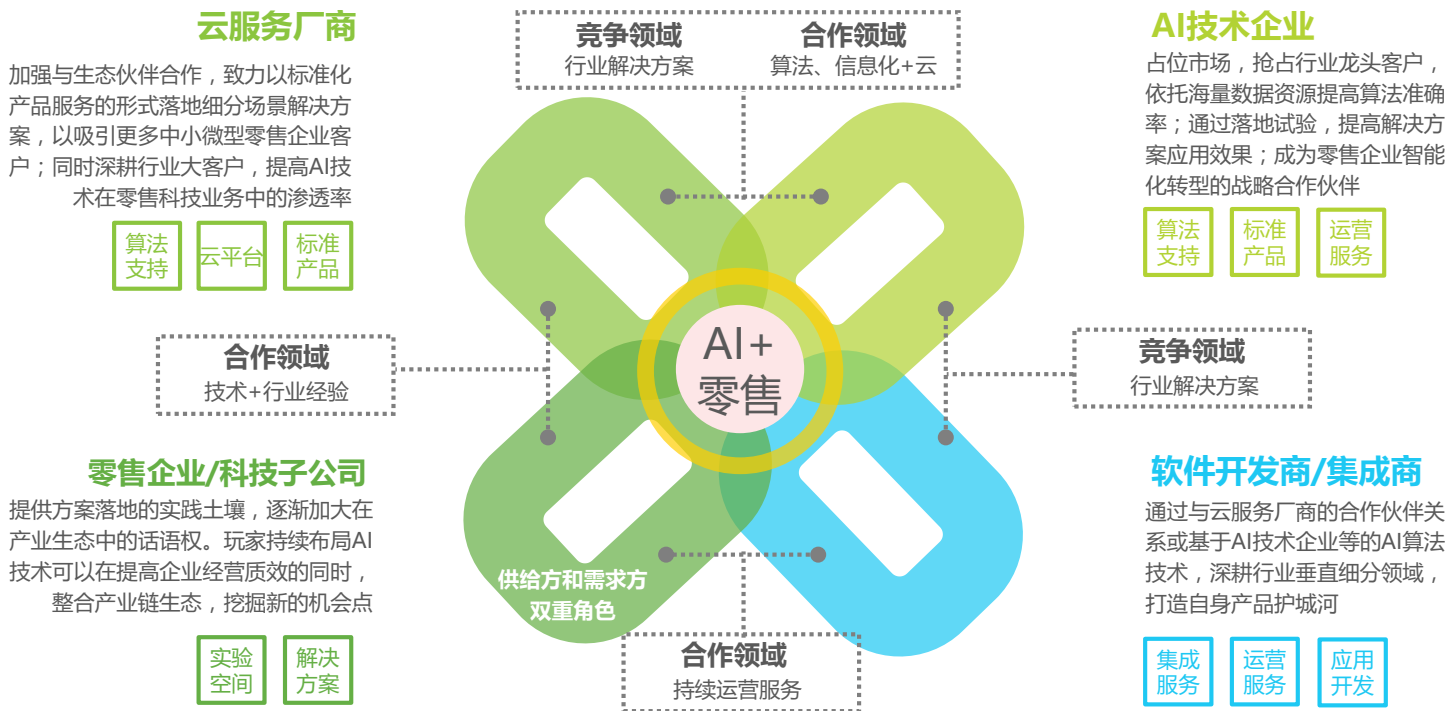 云服务厂商
加强与生态伙伴合作，致力以标准化
产品服务的形式落地细分场景解决方
案，以吸引更多中小微型零售企业客
户；同时深耕行业大客户，提高AI技
术在零售科技业务中的渗透率
算法
支持
云平台
标准
产品
竞争领域
行业解决方案
合作领域
算法、信息化+云
AI技术企业
占位市场，抢占行业龙头客户，
依托海量数据资源提高算法准确
率；通过落地试验，提高解决方
案应用效果；成为零售企业智能
化转型的战略合作伙伴
算法
支持
标准
产品
运营
服务
合作领域
技术+行业经验
AI+
零售
竞争领域
行业解决方案
零售企业/科技子公司
提供方案落地的实践土壤，逐渐加大在
产业生态中的话语权。玩家持续布局AI
技术可以在提高企业经营质效的同时，
整合产业链生态，挖掘新的机会点
实验
空间
解决
方案
供给方和需求方
双重角色
合作领域
持续运营服务
软件开发商/集成商
通过与云服务厂商的合作伙伴关
系或基于AI技术企业等的AI算法
技术，深耕行业垂直细分领域，
打造自身产品护城河
集成
服务
运营
服务
应用
开发